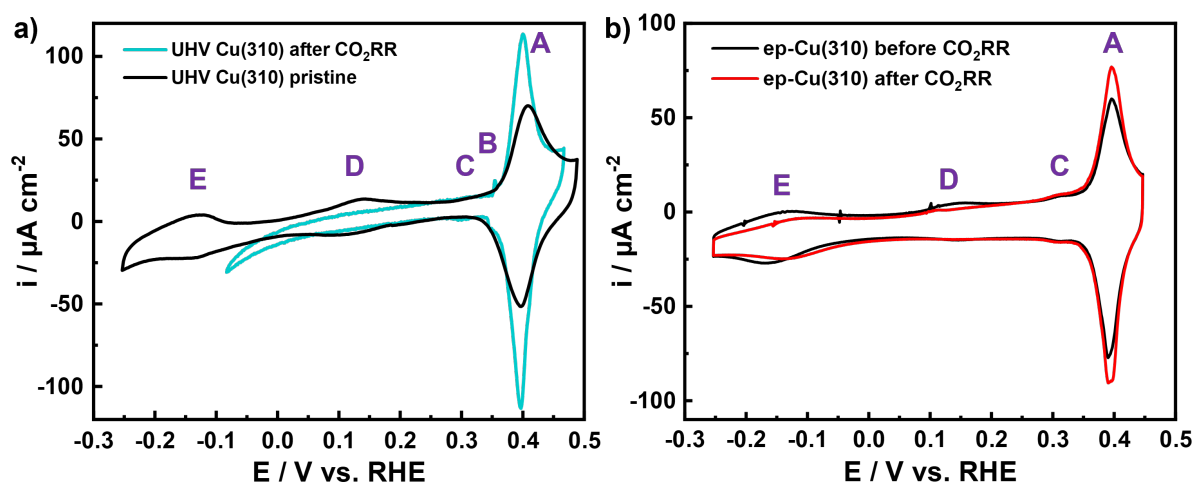 a)
UHV Cu(310) after CO₂RR
UHV Cu(310) pristine
A
B
C
D
E
100
50
0
-50
-100
i / µA cm⁻²
-0.3 -0.2 -0.1 0.0 0.1 0.2 0.3 0.4 0.5
E / V vs. RHE
b)
ep-Cu(310) before CO₂RR
ep-Cu(310) after CO₂RR
A
C
D
E
100
50
0
-50
-100
i / µA cm⁻²
-0.3 -0.2 -0.1 0.0 0.1 0.2 0.3 0.4 0.5
E / V vs. RHE